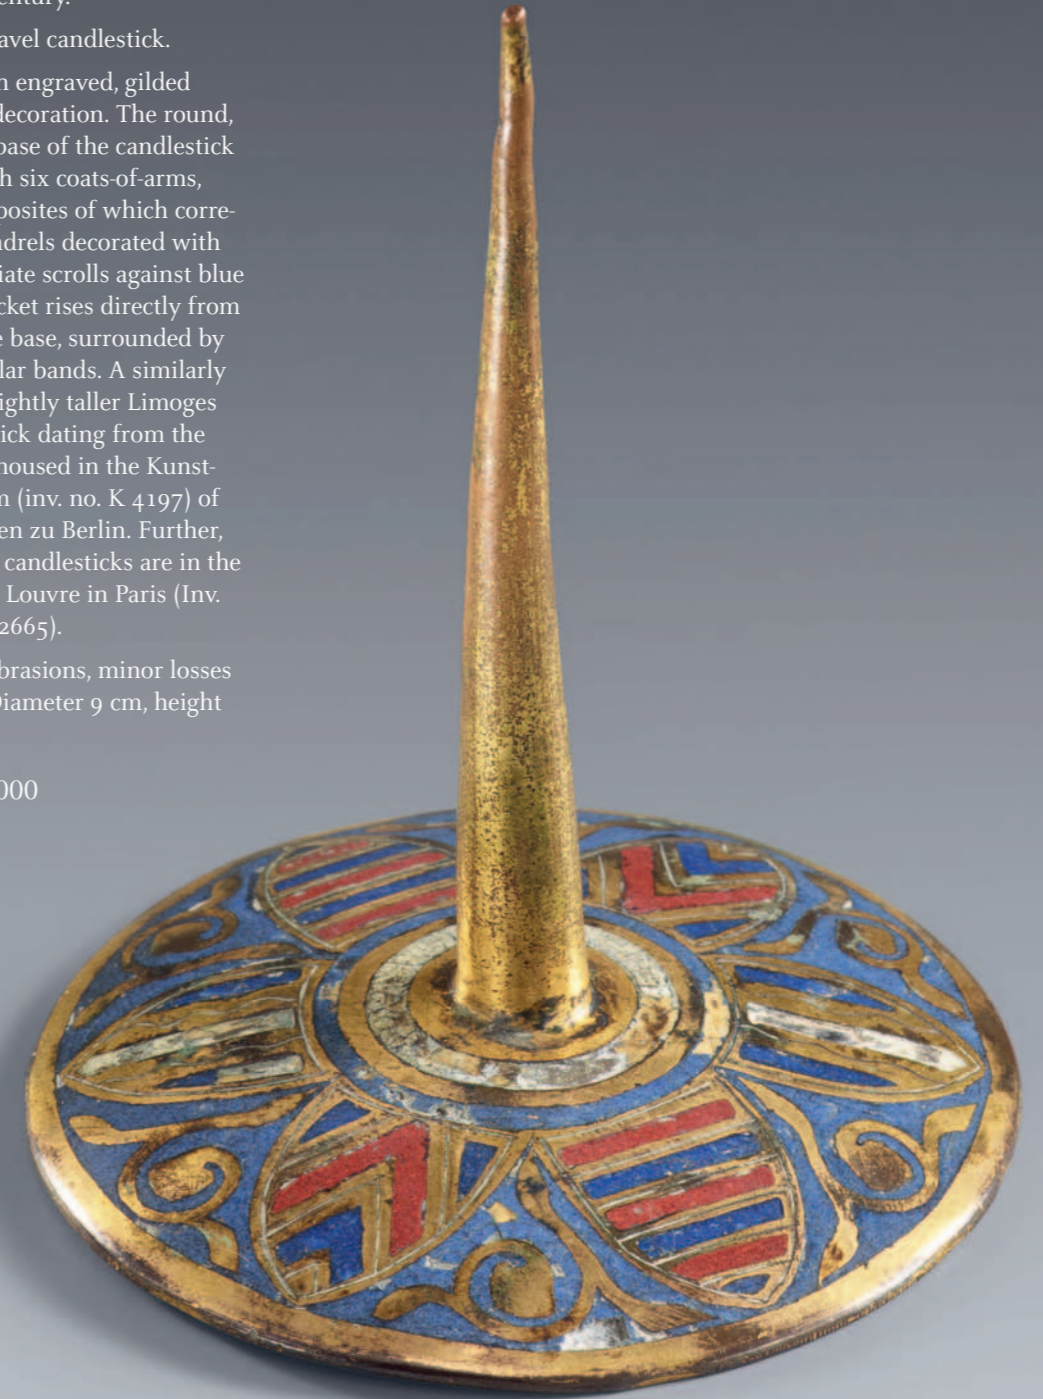 entury.
avel candlestick.
n engraved, gilded
decoration. The round,
base of the candlestick
h six coats-of-arms,
posites of which corre-
ndrels decorated with
iate scrolls against blue
cket rises directly from
e base, surrounded by
lar bands. A similarly
ightly taller Limoges
ick dating from the
housed in the Kunst-
n (inv. no. K 4197) of
en zu Berlin. Further,
candlesticks are in the
Louvre in Paris (Inv.
2665).
brasions, minor losses
Diameter 9 cm, height
000